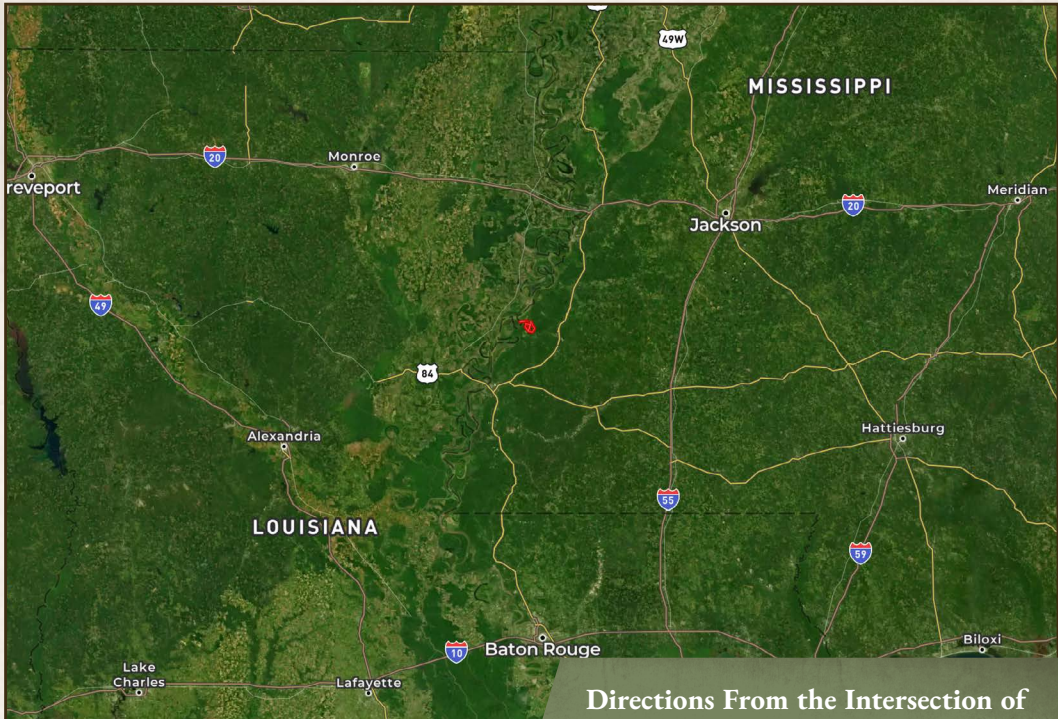 49W
MISSISSIPPI
20
Monroe
reveport
Meridian
20
Jackson
49
84
Alexandria
Hattiesburg
55
LOUISIANA
59
Biloxi
10
Baton Rouge
Lake
Charles
Lafayette
Directions From the Intersection of